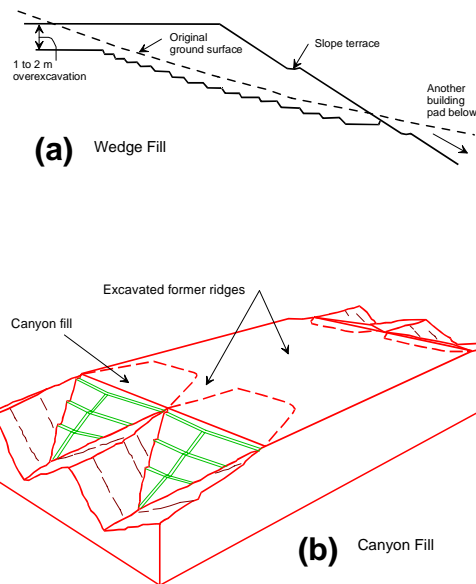 Original
ground surface
Slope terrace
1 to 2 m
overexcavation
Another
building
pad below
(a) Wedge Fill
Excavated former ridges
Canyon fill
(b) Canyon Fill